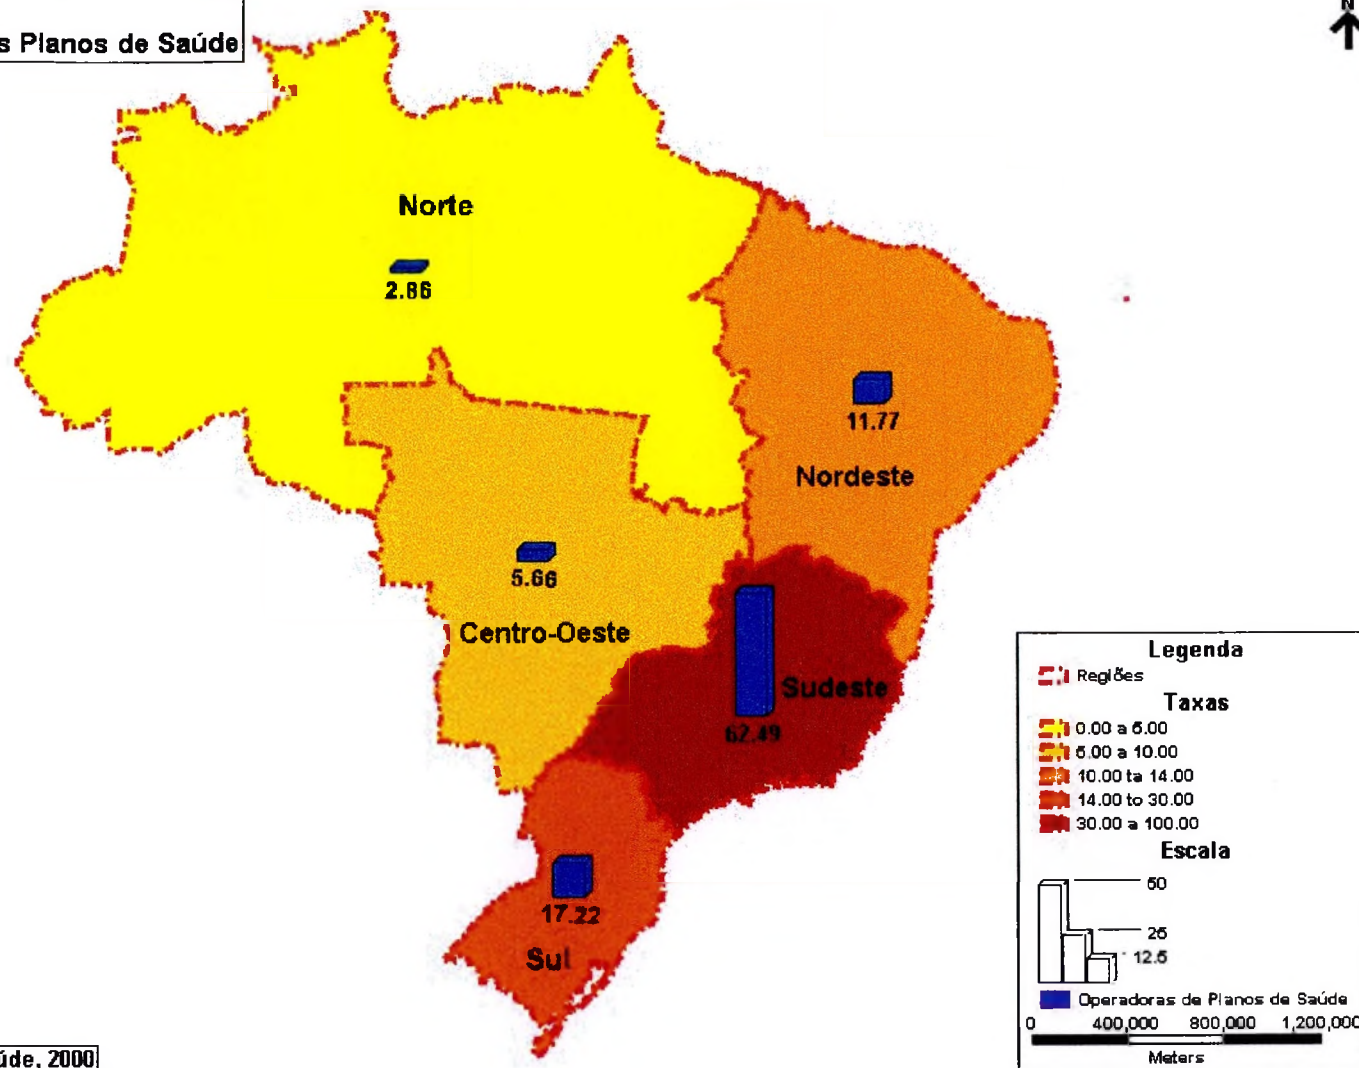 s Planos de Saúde
N
Norte
2.86
11.77
Nordeste
5.66
Centro-Oeste
Sudeste
62.49
17.22
Sul
Legenda
Regiões
Taxas
0.00 a 5.00
5.00 a 10.00
10.00 ta 14.00
14.00 to 30.00
30.00 a 100.00
Escala
50
25
12.5
Operadoras de Planos de Saúde
0 400,000 800,000 1,200,000
Meters
úde, 2000